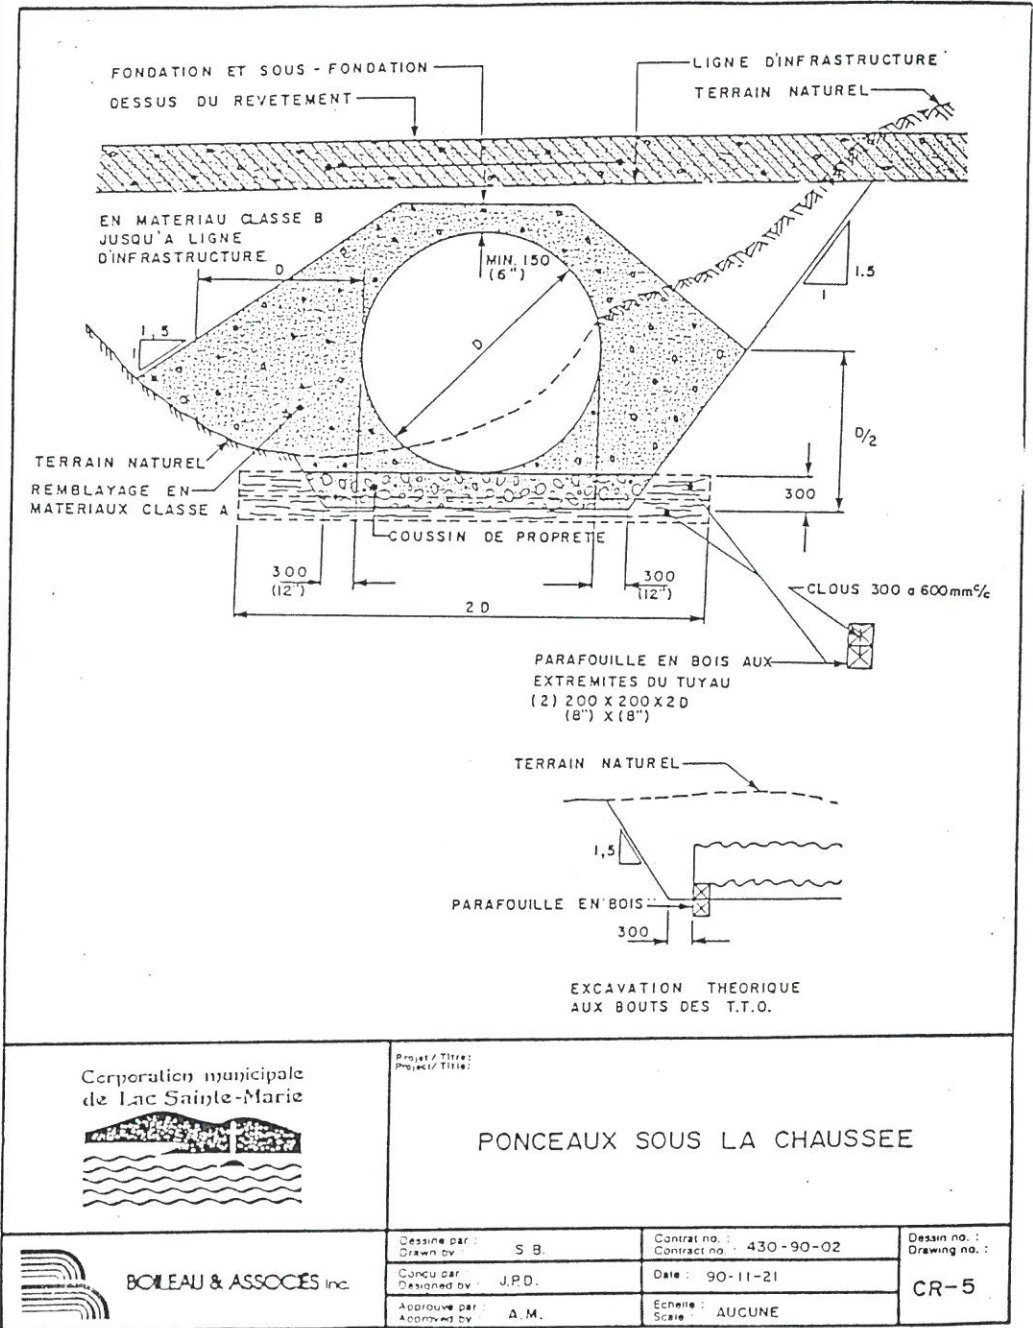 FONDATION ET SOUS-FONDATION
DESSUS DU REVETEMENT
LIGNE D'INFRASTRUCTURE
TERRAIN NATUREL
EN MATERIAU CLASSE B
JUSQU'A LIGNE
D'INFRASTRUCTURE
D
MIN. 150
(6")
1.5
1
1,5
1
D
D/2
TERRAIN NATUREL
REMBLAYAGE EN
MATERIAUX CLASSE A
300
COUSSIN DE PROPRETE
300
(12")
300
(12")
2D
CLOUS 300 a 600mm c/c
PARAFOUILLE EN BOIS AUX
EXTREMITES DU TUYAU
(2) 200 X 200 X 2D
(8") X (8")
TERRAIN NATUREL
1,5
PARAFOUILLE EN BOIS
300
EXCAVATION THEORIQUE
AUX BOUTS DES T.T.O.
Corporation municipale
de Lac Sainte-Marie
Projet / Titre:
Project / Title:
PONCEAUX SOUS LA CHAUSSEE
BOILEAU & ASSOCIÉS Inc.
Dessine par :
Drawn by : S B.
Conçu par :
Designed by : J.P.D.
Approuve par :
Approved by : A.M.
Contrat no. :
Contract no. : 430-90-02
Date : 90-11-21
Echelle :
Scale : AUCUNE
Dessin no. :
Drawing no. :
CR-5